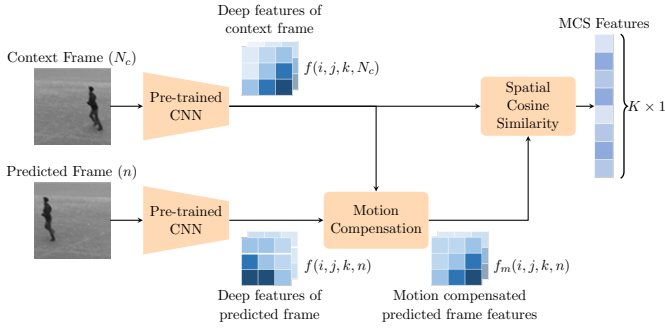 Deep features of
context frame
MCS Features
Context Frame (N_c)
f(i, j, k, N_c)
Pre-trained
CNN
Spatial
Cosine
Similarity
K × 1
Predicted Frame (n)
Pre-trained
CNN
Motion
Compensation
f(i, j, k, n)
f_m(i, j, k, n)
Deep features of
predicted frame
Motion compensated
predicted frame features